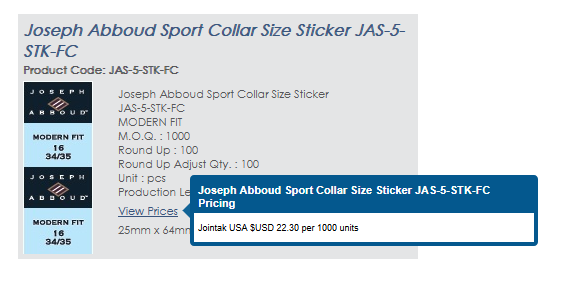 Joseph Abboud Sport Collar Size Sticker JAS-5-
STK-FC
Product Code: JAS-5-STK-FC
JOSEPH
ABBOUD
MODERN FIT
16
34/35
JOSEPH
ABBOUD
MODERN FIT
16
34/35
Joseph Abboud Sport Collar Size Sticker
JAS-5-STK-FC
MODERN FIT
M.O.Q. : 1000
Round Up : 100
Round Up Adjust Qty. : 100
Unit : pcs
Production Le
View Prices
25mm x 64mm
Joseph Abboud Sport Collar Size Sticker JAS-5-STK-FC
Pricing
Jointak USA $USD 22.30 per 1000 units